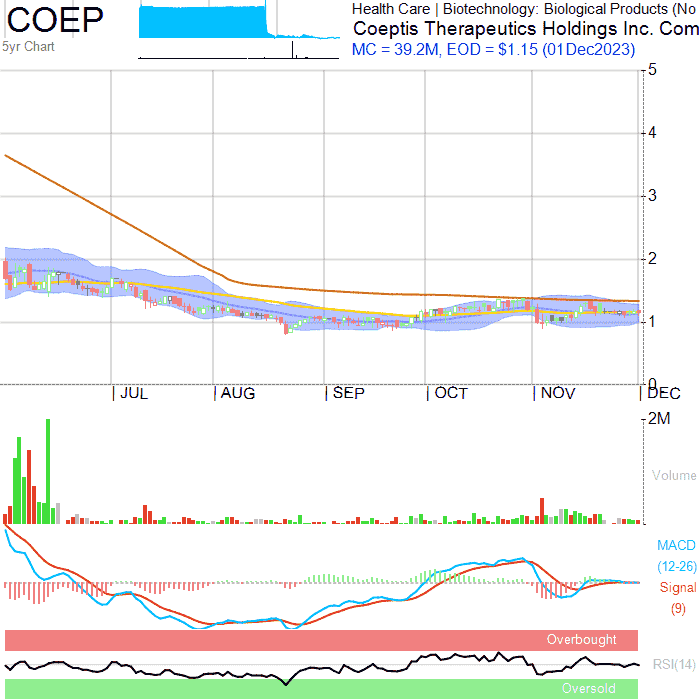 COEP
5yr Chart
Health Care | Biotechnology: Biological Products (No
Coeptis Therapeutics Holdings Inc. Com
MC = 39.2M, EOD = $1.15 (01Dec2023)
5
4
3
2
1
0
JUL AUG SEP OCT NOV DEC
2M
Volume
MACD
(12-26)
Signal
(9)
Overbought
RSI(14)
Oversold